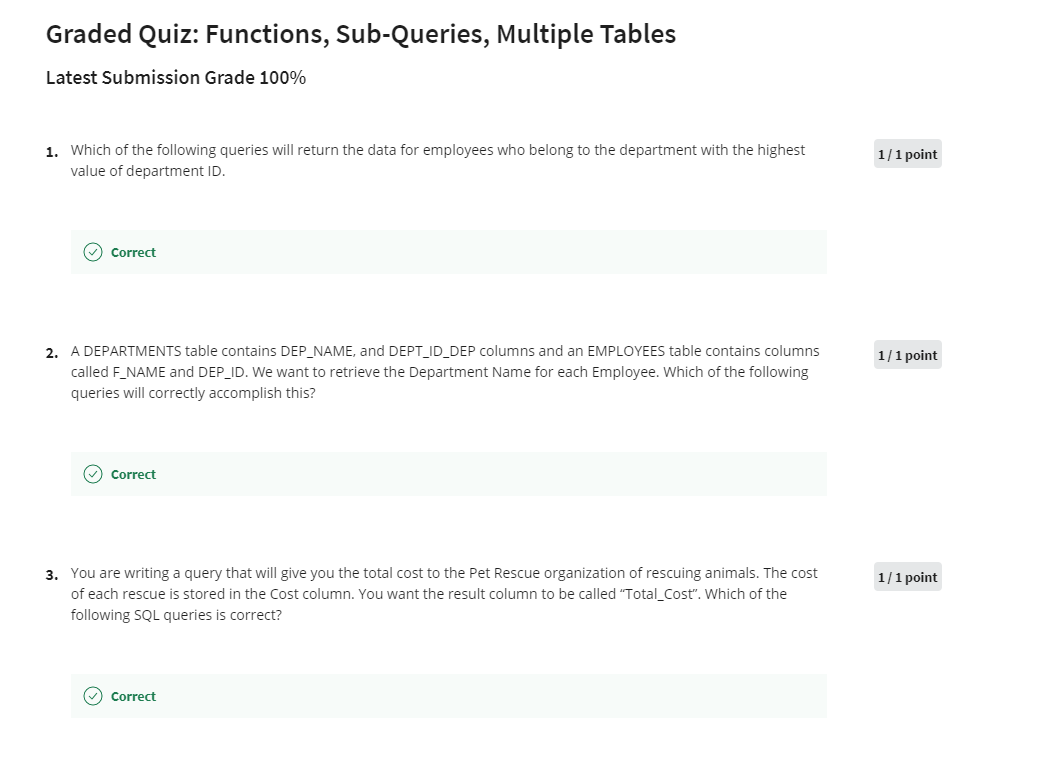 Graded Quiz: Functions, Sub-Queries, Multiple Tables
Latest Submission Grade 100%
1. Which of the following queries will return the data for employees who belong to the department with the highest
1 / 1 point
value of department ID.
Correct
2. A DEPARTMENTS table contains DEP_NAME, and DEPT_ID_DEP columns and an EMPLOYEES table contains columns
1 / 1 point
called F_NAME and DEP_ID. We want to retrieve the Department Name for each Employee. Which of the following
queries will correctly accomplish this?
Correct
3. You are writing a query that will give you the total cost to the Pet Rescue organization of rescuing animals. The cost
1 / 1 point
of each rescue is stored in the Cost column. You want the result column to be called “Total_Cost”. Which of the
following SQL queries is correct?
Correct